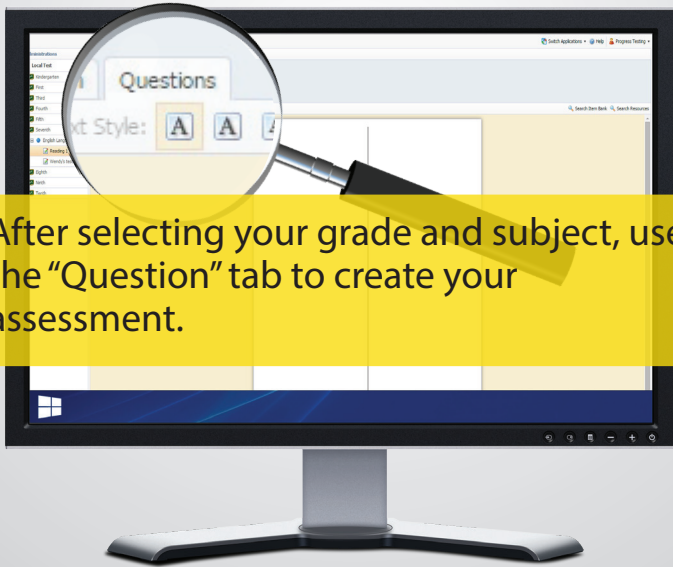 Switch Applications Help Progress Testing
Administrations
Local Test
Kindergarten
First
Third
Fourth
Fifth
Seventh
English Lang
Reading
Wendy's tes
Eighth
Ninth
Tenth
Search Item Bank Search Resources
Questions
xt Style: A A
After selecting your grade and subject, use
the "Question" tab to create your
assessment.